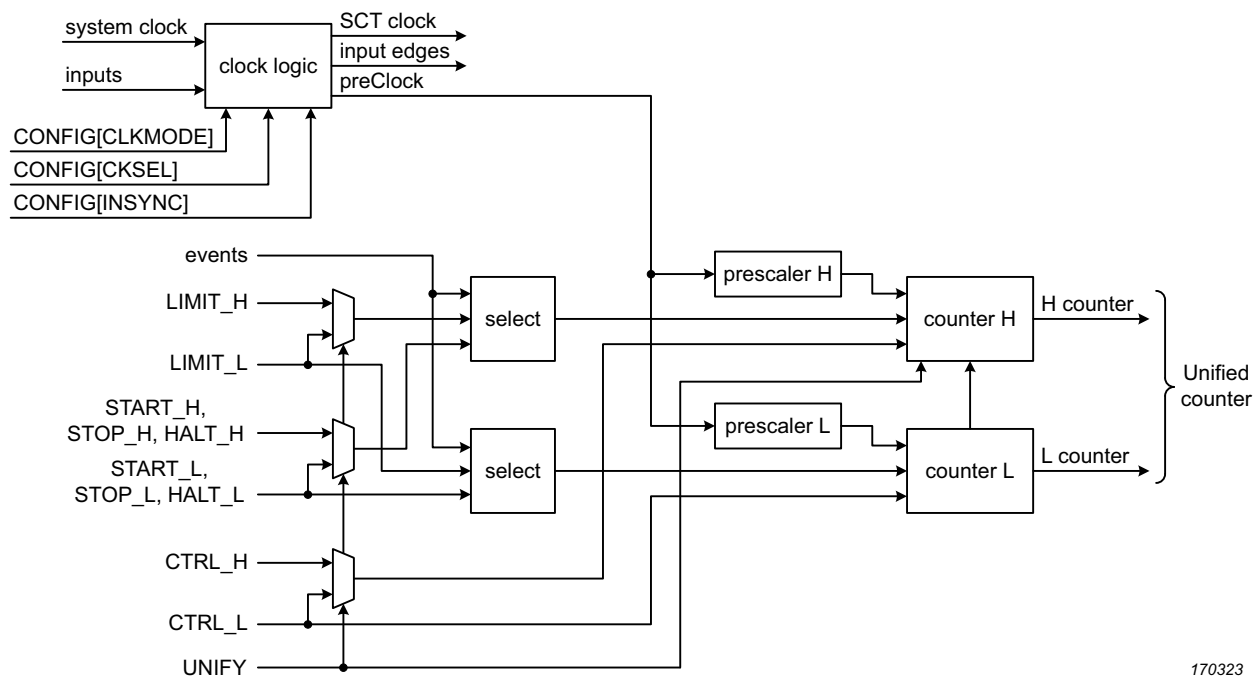 system clock
inputs
clock logic
SCT clock
input edges
preClock
CONFIG[CLKMODE]
CONFIG[CKSEL]
CONFIG[INSYNC]
events
LIMIT_H
LIMIT_L
START_H,
STOP_H, HALT_H
START_L,
STOP_L, HALT_L
CTRL_H
CTRL_L
UNIFY
select
select
prescaler H
counter H
prescaler L
counter L
H counter
L counter
Unified
counter
170323